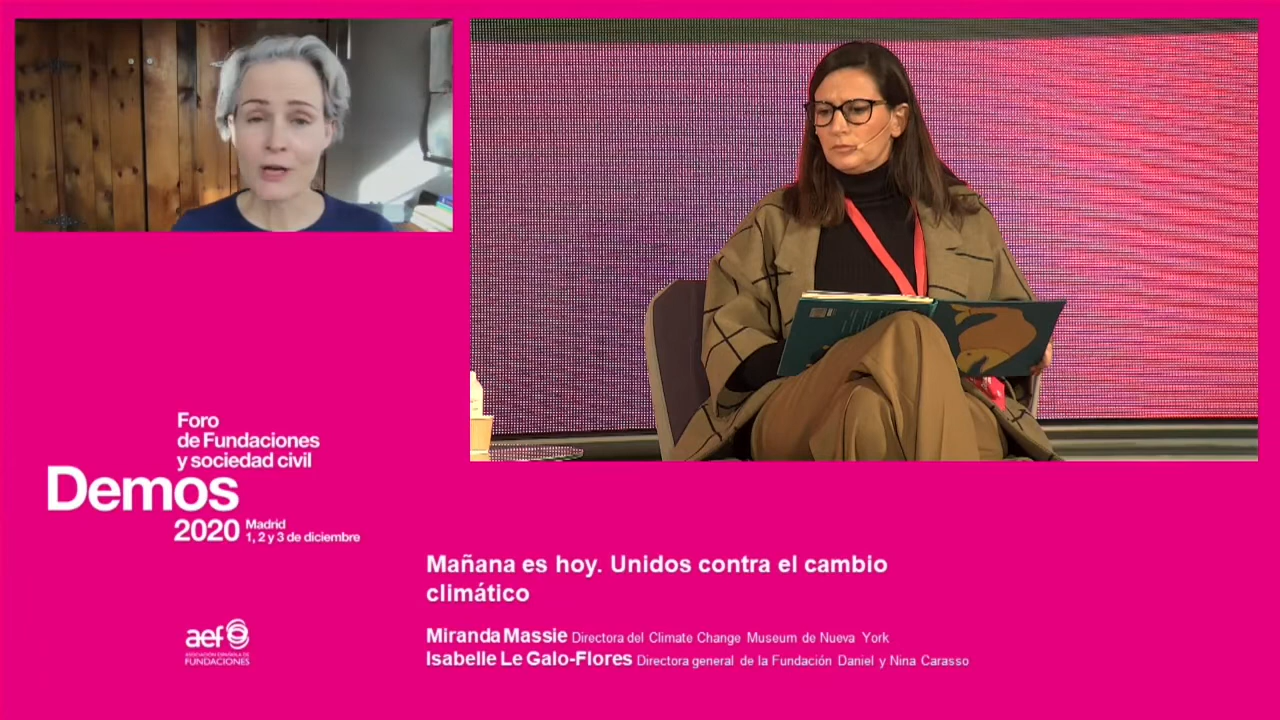 Foro
de Fundaciones
y sociedad civil
Demos
2020 Madrid
1, 2 y 3 de diciembre
Mañana es hoy. Unidos contra el cambio
climático
Miranda Massie Directora del Climate Change Museum de Nueva York
Isabelle Le Galo-Flores Directora general de la Fundación Daniel y Nina Carasso
aef
ASOCIACIÓN ESPAÑOLA DE
FUNDACIONES